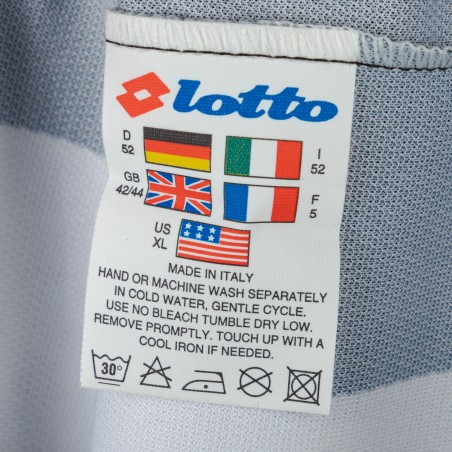 lotto
D
52
I
52
GB
42/44
F
5
US
XL
MADE IN ITALY
HAND OR MACHINE WASH SEPARATELY
IN COLD WATER, GENTLE CYCLE.
USE NO BLEACH TUMBLE DRY LOW.
REMOVE PROMPTLY. TOUCH UP WITH A
COOL IRON IF NEEDED.
30°